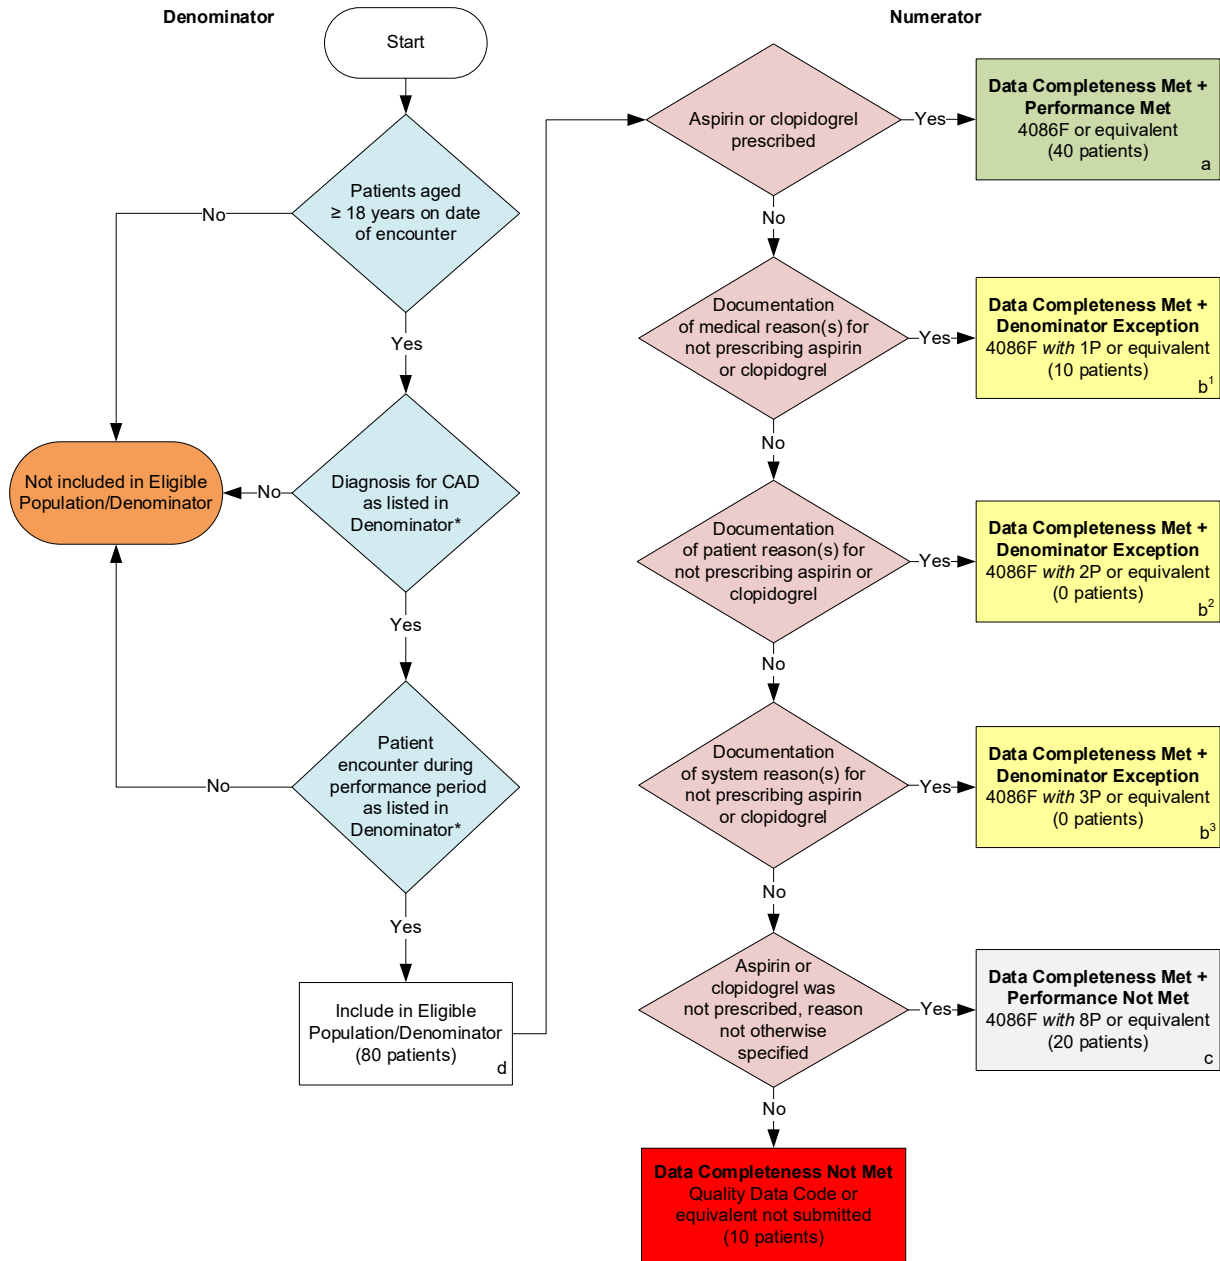 Denominator
Numerator
Start
Patients aged
≥ 18 years on date
of encounter
No
Yes
Diagnosis for CAD
as listed in
Denominator*
No
Not included in Eligible
Population/Denominator
Yes
Patient
encounter during
performance period
as listed in
Denominator*
No
Yes
Include in Eligible
Population/Denominator
(80 patients)
d
Aspirin or clopidogrel
prescribed
Yes
Data Completeness Met +
Performance Met
4086F or equivalent
(40 patients)
a
No
Documentation
of medical reason(s) for
not prescribing aspirin
or clopidogrel
Yes
Data Completeness Met +
Denominator Exception
4086F with 1P or equivalent
(10 patients)
b¹
No
Documentation
of patient reason(s) for
not prescribing aspirin or
clopidogrel
Yes
Data Completeness Met +
Denominator Exception
4086F with 2P or equivalent
(0 patients)
b²
No
Documentation
of system reason(s) for
not prescribing aspirin
or clopidogrel
Yes
Data Completeness Met +
Denominator Exception
4086F with 3P or equivalent
(0 patients)
b³
No
Aspirin or
clopidogrel was
not prescribed, reason
not otherwise
specified
Yes
Data Completeness Met +
Performance Not Met
4086F with 8P or equivalent
(20 patients)
c
No
Data Completeness Not Met
Quality Data Code or
equivalent not submitted
(10 patients)